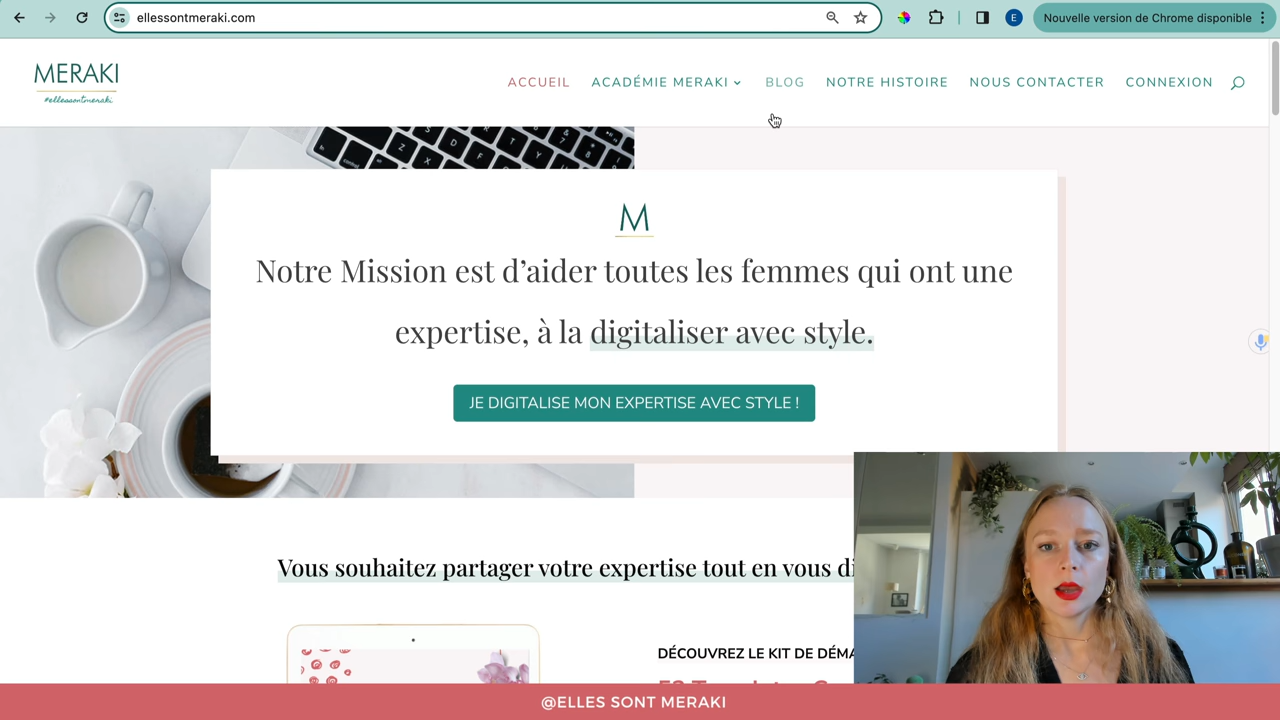 ellessontmeraki.com
E
Nouvelle version de Chrome disponible
MERAKI
#ellessontmeraki
ACCUEIL
ACADÉMIE MERAKI
BLOG
NOTRE HISTOIRE
NOUS CONTACTER
CONNEXION
M
Notre Mission est d’aider toutes les femmes qui ont une
expertise, à la digitaliser avec style.
JE DIGITALISE MON EXPERTISE AVEC STYLE !
Vous souhaitez partager votre expertise tout en vous
DÉCOUVREZ LE KIT DE
@ELLES SONT MERAKI